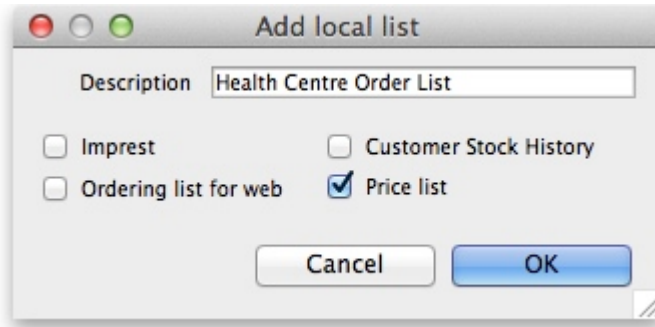 Add local list
Description Health Centre Order List
Imprest Customer Stock History
Ordering list for web Price list
Cancel OK